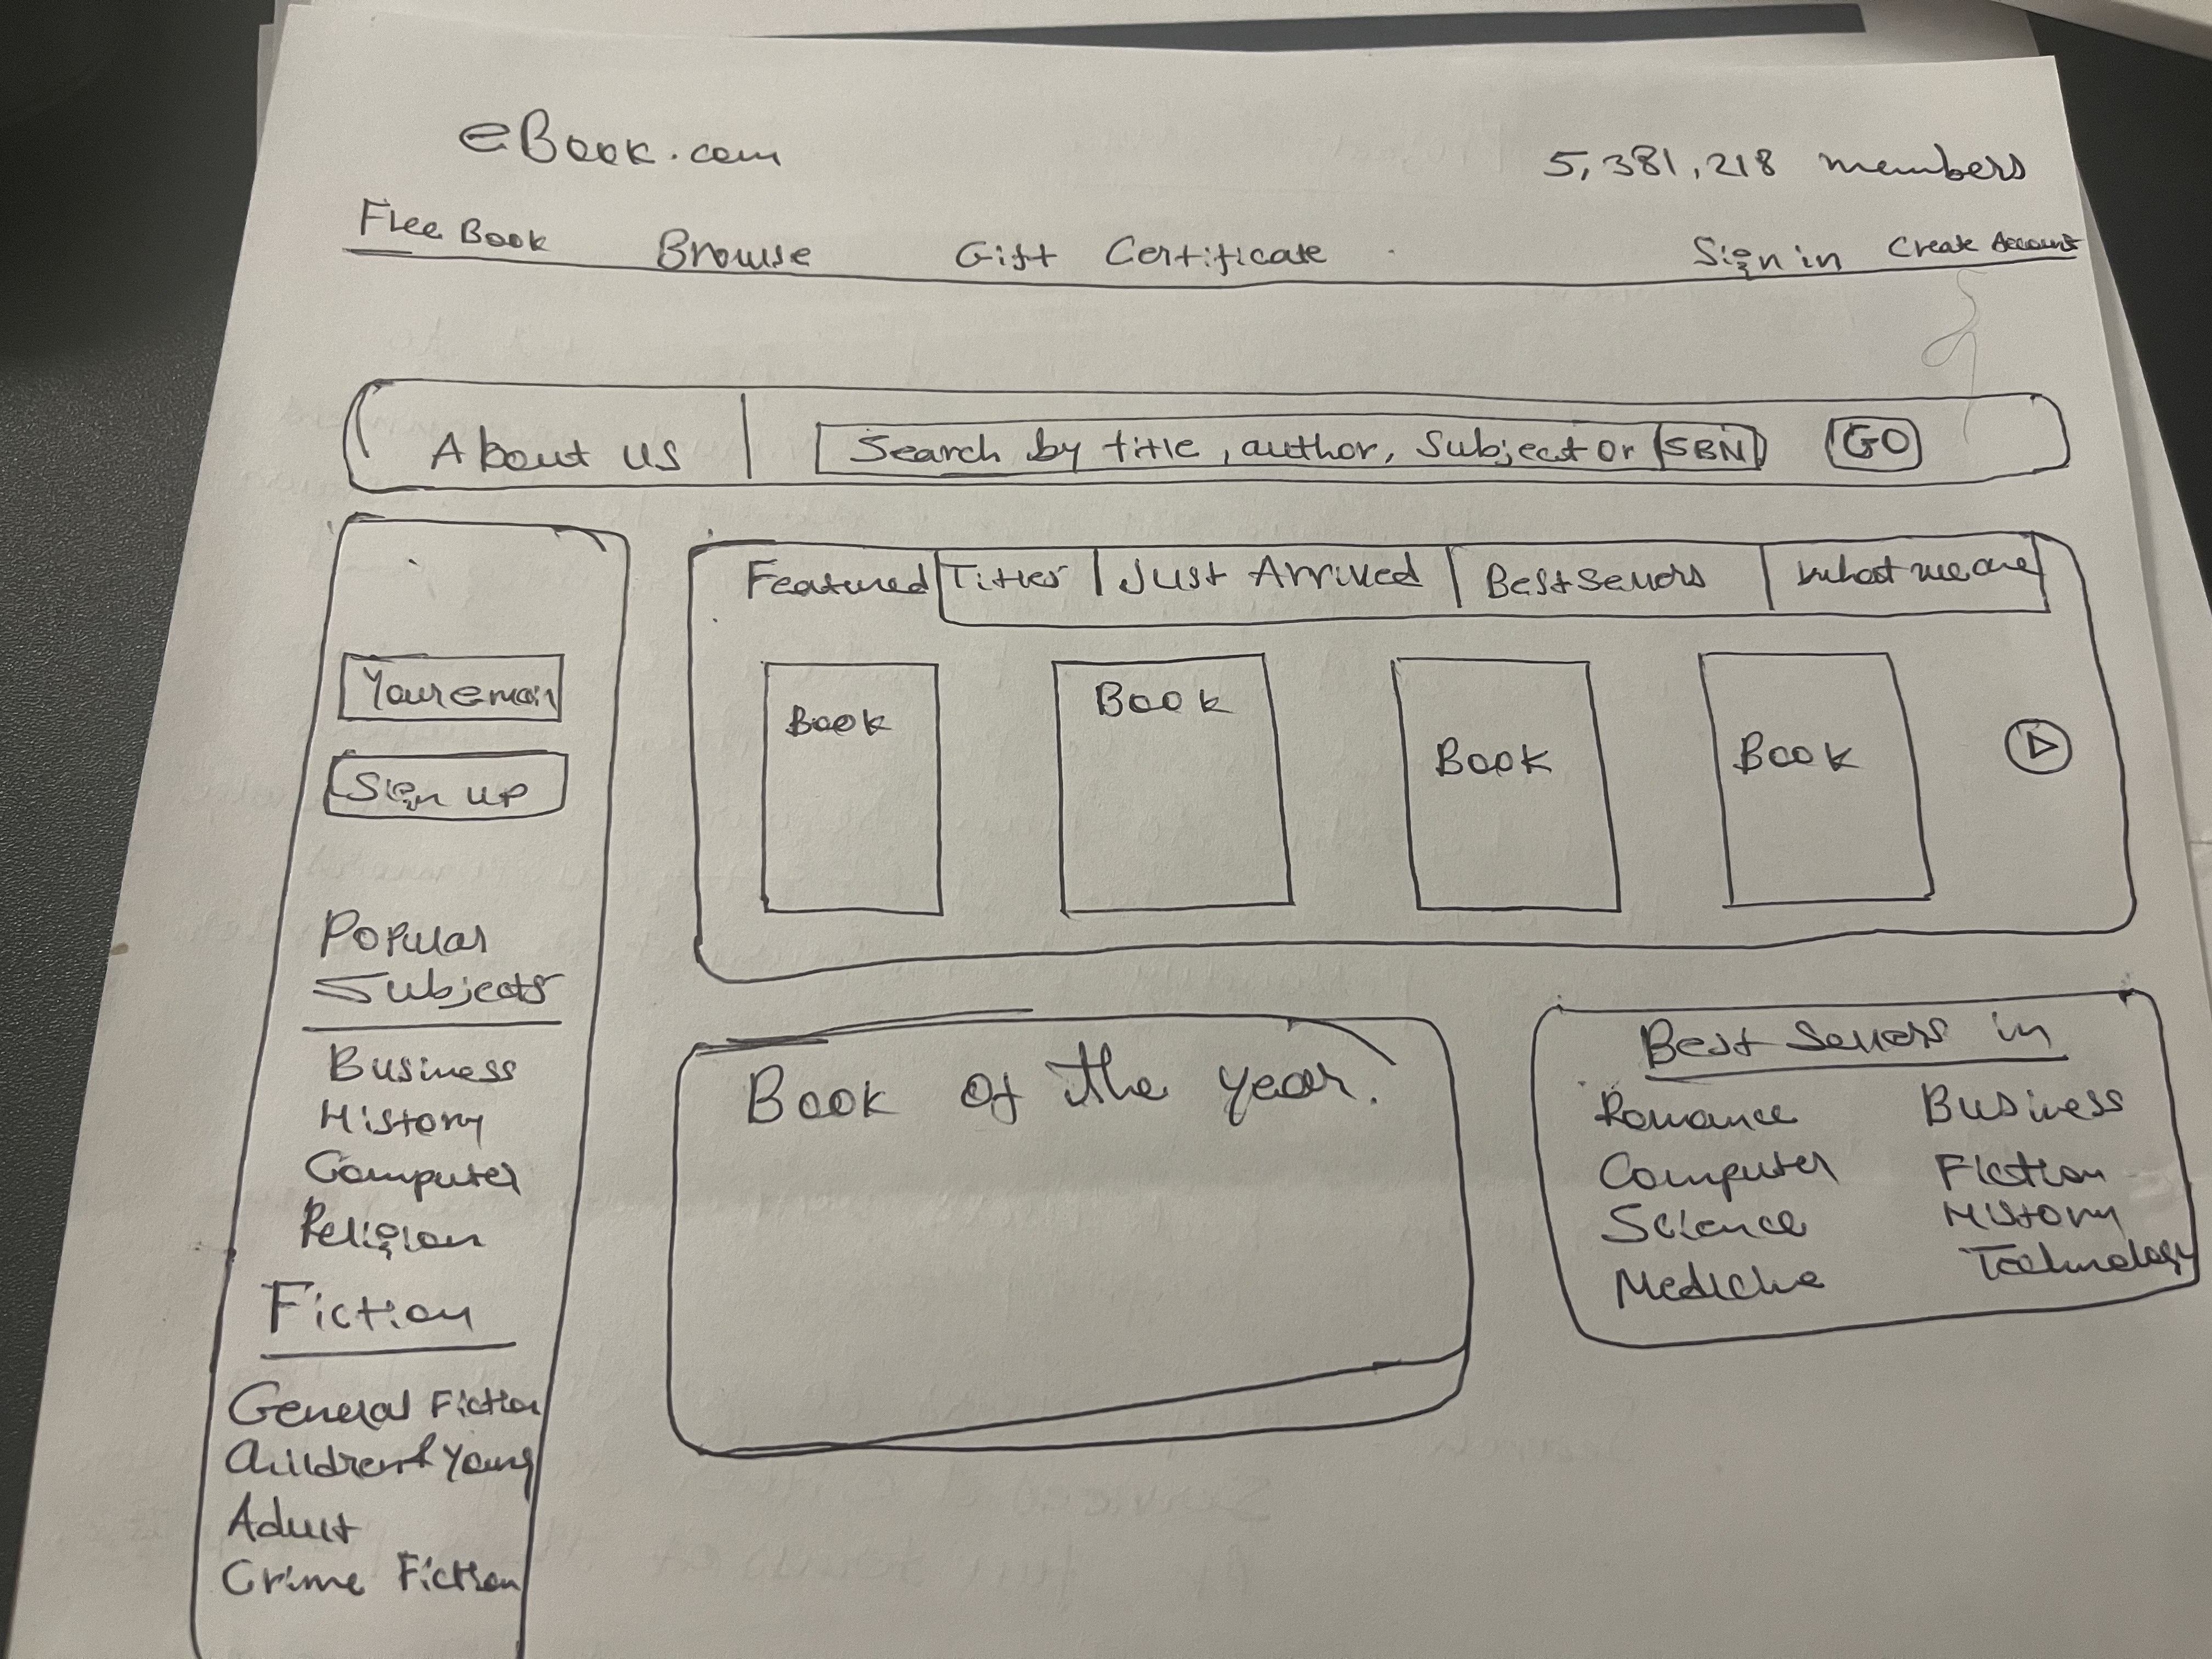 eBook.com 5,381,218 members
Free Book Browse Gift Certificate Sign in Create Account
About us | Search by title, author, Subject or ISBN GO
Your email
Sign up
Popular
Subjects
Business
History
Computer
Religion
Fiction
General Fiction
Children & Young
Adult
Crime Fiction
Featured Titles | Just Arrived | Bestsellers | What we are
Book Book Book Book
Book of the year.
Best Sellers in
Romance Business
Computer Fiction
Science History
Medicine Technology